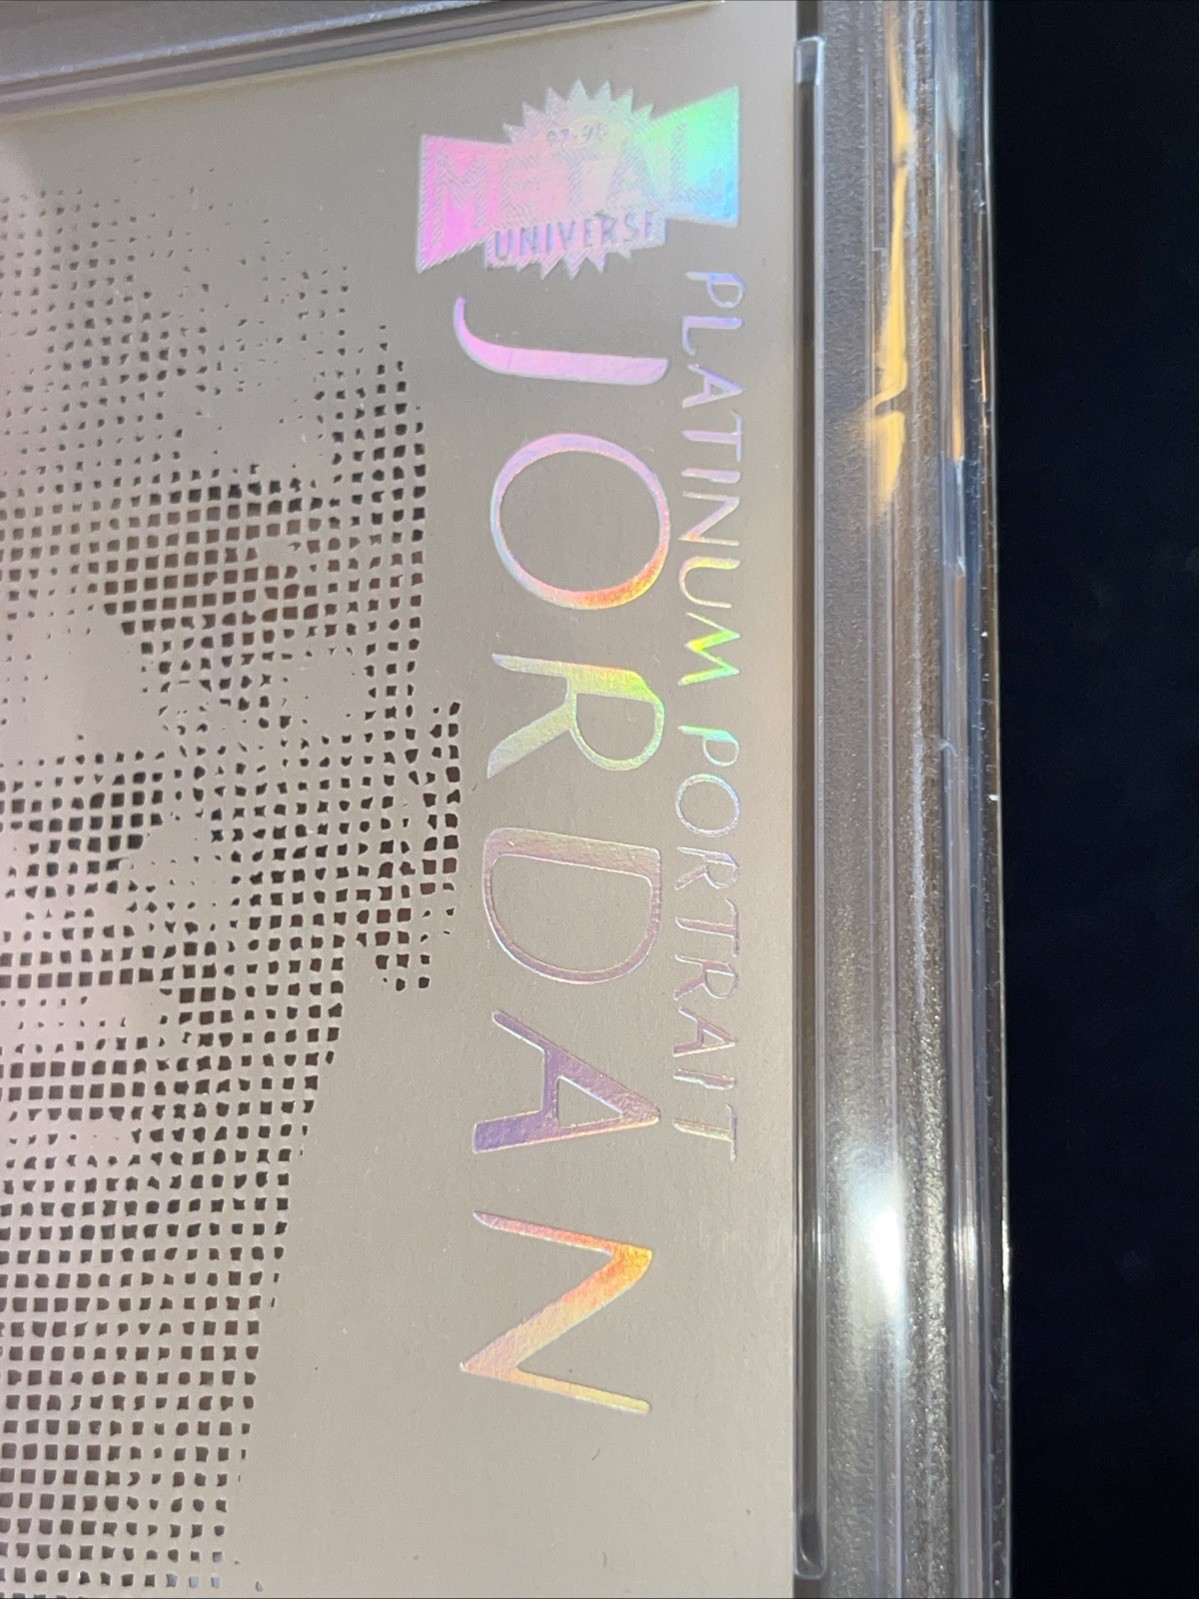 97-98
METAL
UNIVERSE
PLATINUM PORTRAIT
JORDAN